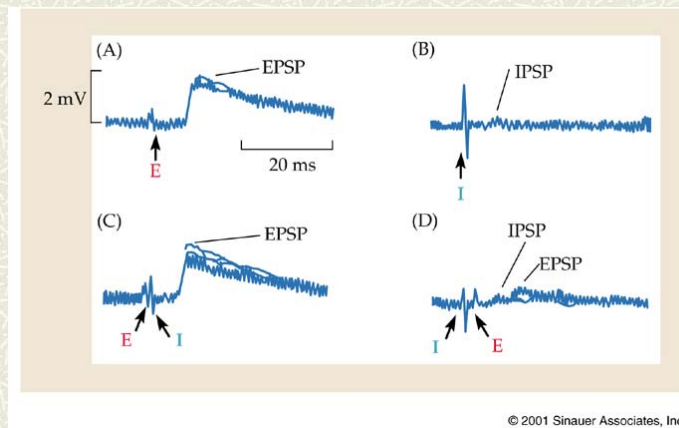 (A)
EPSP
2 mV
E
20 ms
(B)
IPSP
I
(C)
EPSP
E
I
(D)
IPSP
EPSP
I
E
© 2001 Sinauer Associates, Inc